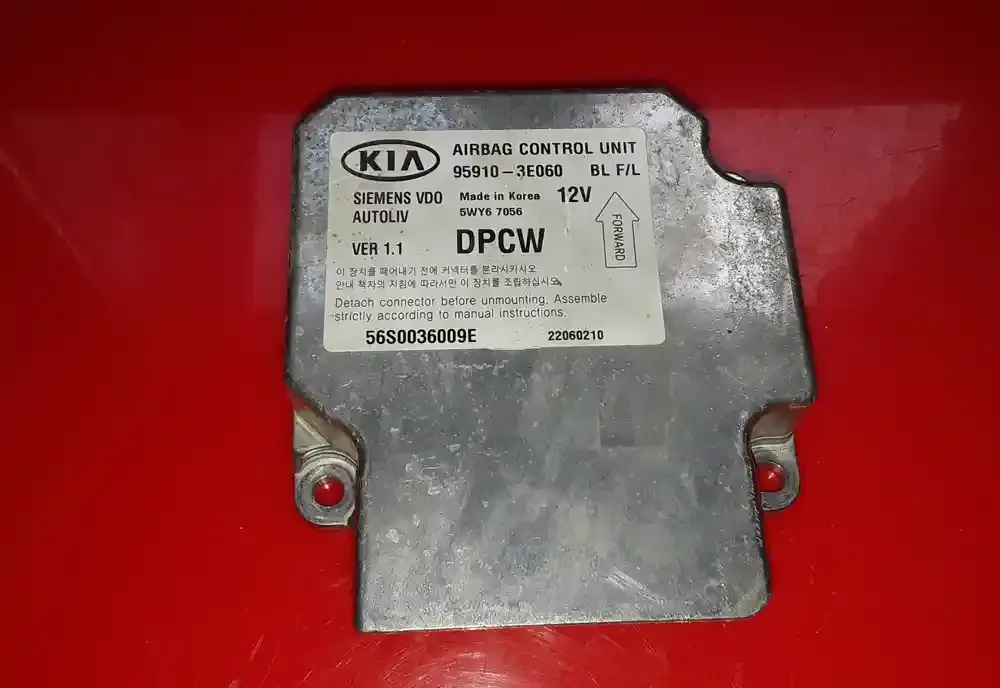 KIA AIRBAG CONTROL UNIT
95910-3E060 BL F/L
SIEMENS VDO Made in Korea 12V
AUTOLIV 5WY6 7056
FORWARD
VER 1.1 DPCW
이 장치를 떼어내기 전에 커넥터를 분리시키시오.
안내 책자의 지침에 따라서만 이 장치를 조립하십시오.
Detach connector before unmounting. Assemble
strictly according to manual instructions.
56S0036009E 22060210